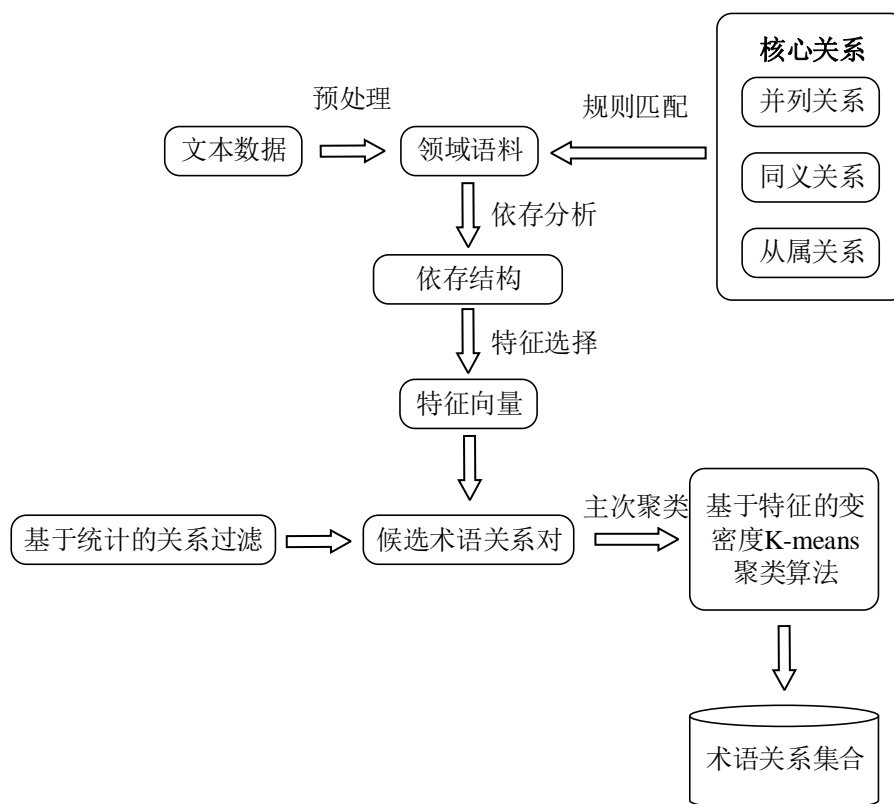 核心关系
并列关系
同义关系
从属关系
预处理
规则匹配
文本数据
领域语料
依存分析
依存结构
特征选择
特征向量
主次聚类
基于统计的关系过滤
候选术语关系对
基于特征的变
密度K-means
聚类算法
术语关系集合